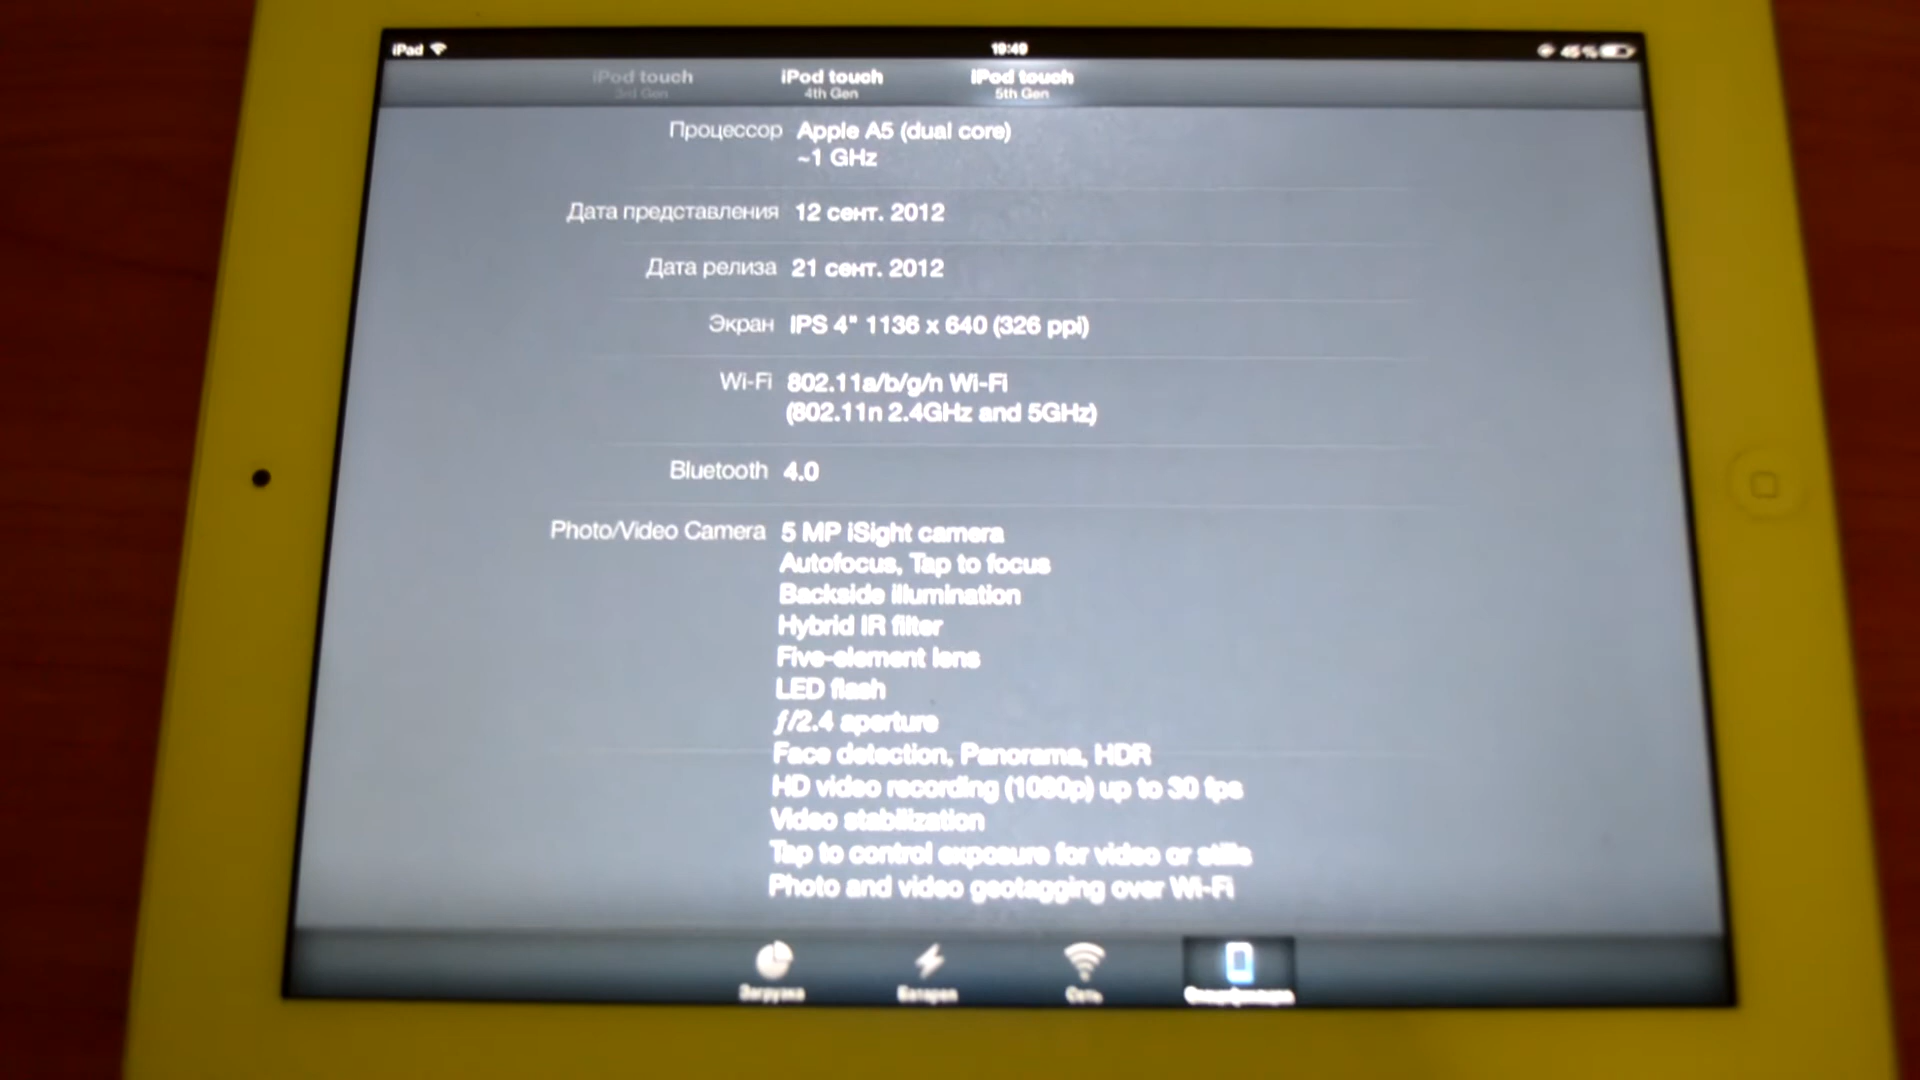 iPad 19:49 45 %
iPod touch iPod touch iPod touch
3rd Gen 4th Gen 5th Gen
Процессор Apple A5 (dual core)
~1 GHz
Дата представления 12 сент. 2012
Дата релиза 21 сент. 2012
Экран IPS 4" 1136 x 640 (326 ppi)
Wi-Fi 802.11a/b/g/n Wi-Fi
(802.11n 2.4GHz and 5GHz)
Bluetooth 4.0
Photo/Video Camera 5 MP iSight camera
Autofocus, Tap to focus
Backside illumination
Hybrid IR filter
Five-element lens
LED flash
ƒ/2.4 aperture
Face detection, Panorama, HDR
HD video recording (1080p) up to 30 fps
Video stabilization
Tap to control exposure for video or stills
Photo and video geotagging over Wi-Fi
Загрузка Батарея Сеть